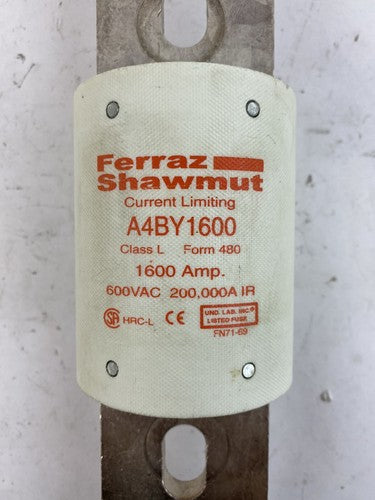 Ferraz
Shawmut
Current Limiting
A4BY1600
Class L Form 480
1600 Amp.
600VAC 200,000A IR
SA HRC-L CE
UND. LAB. INC.®
LISTED FUSE
FN71-69